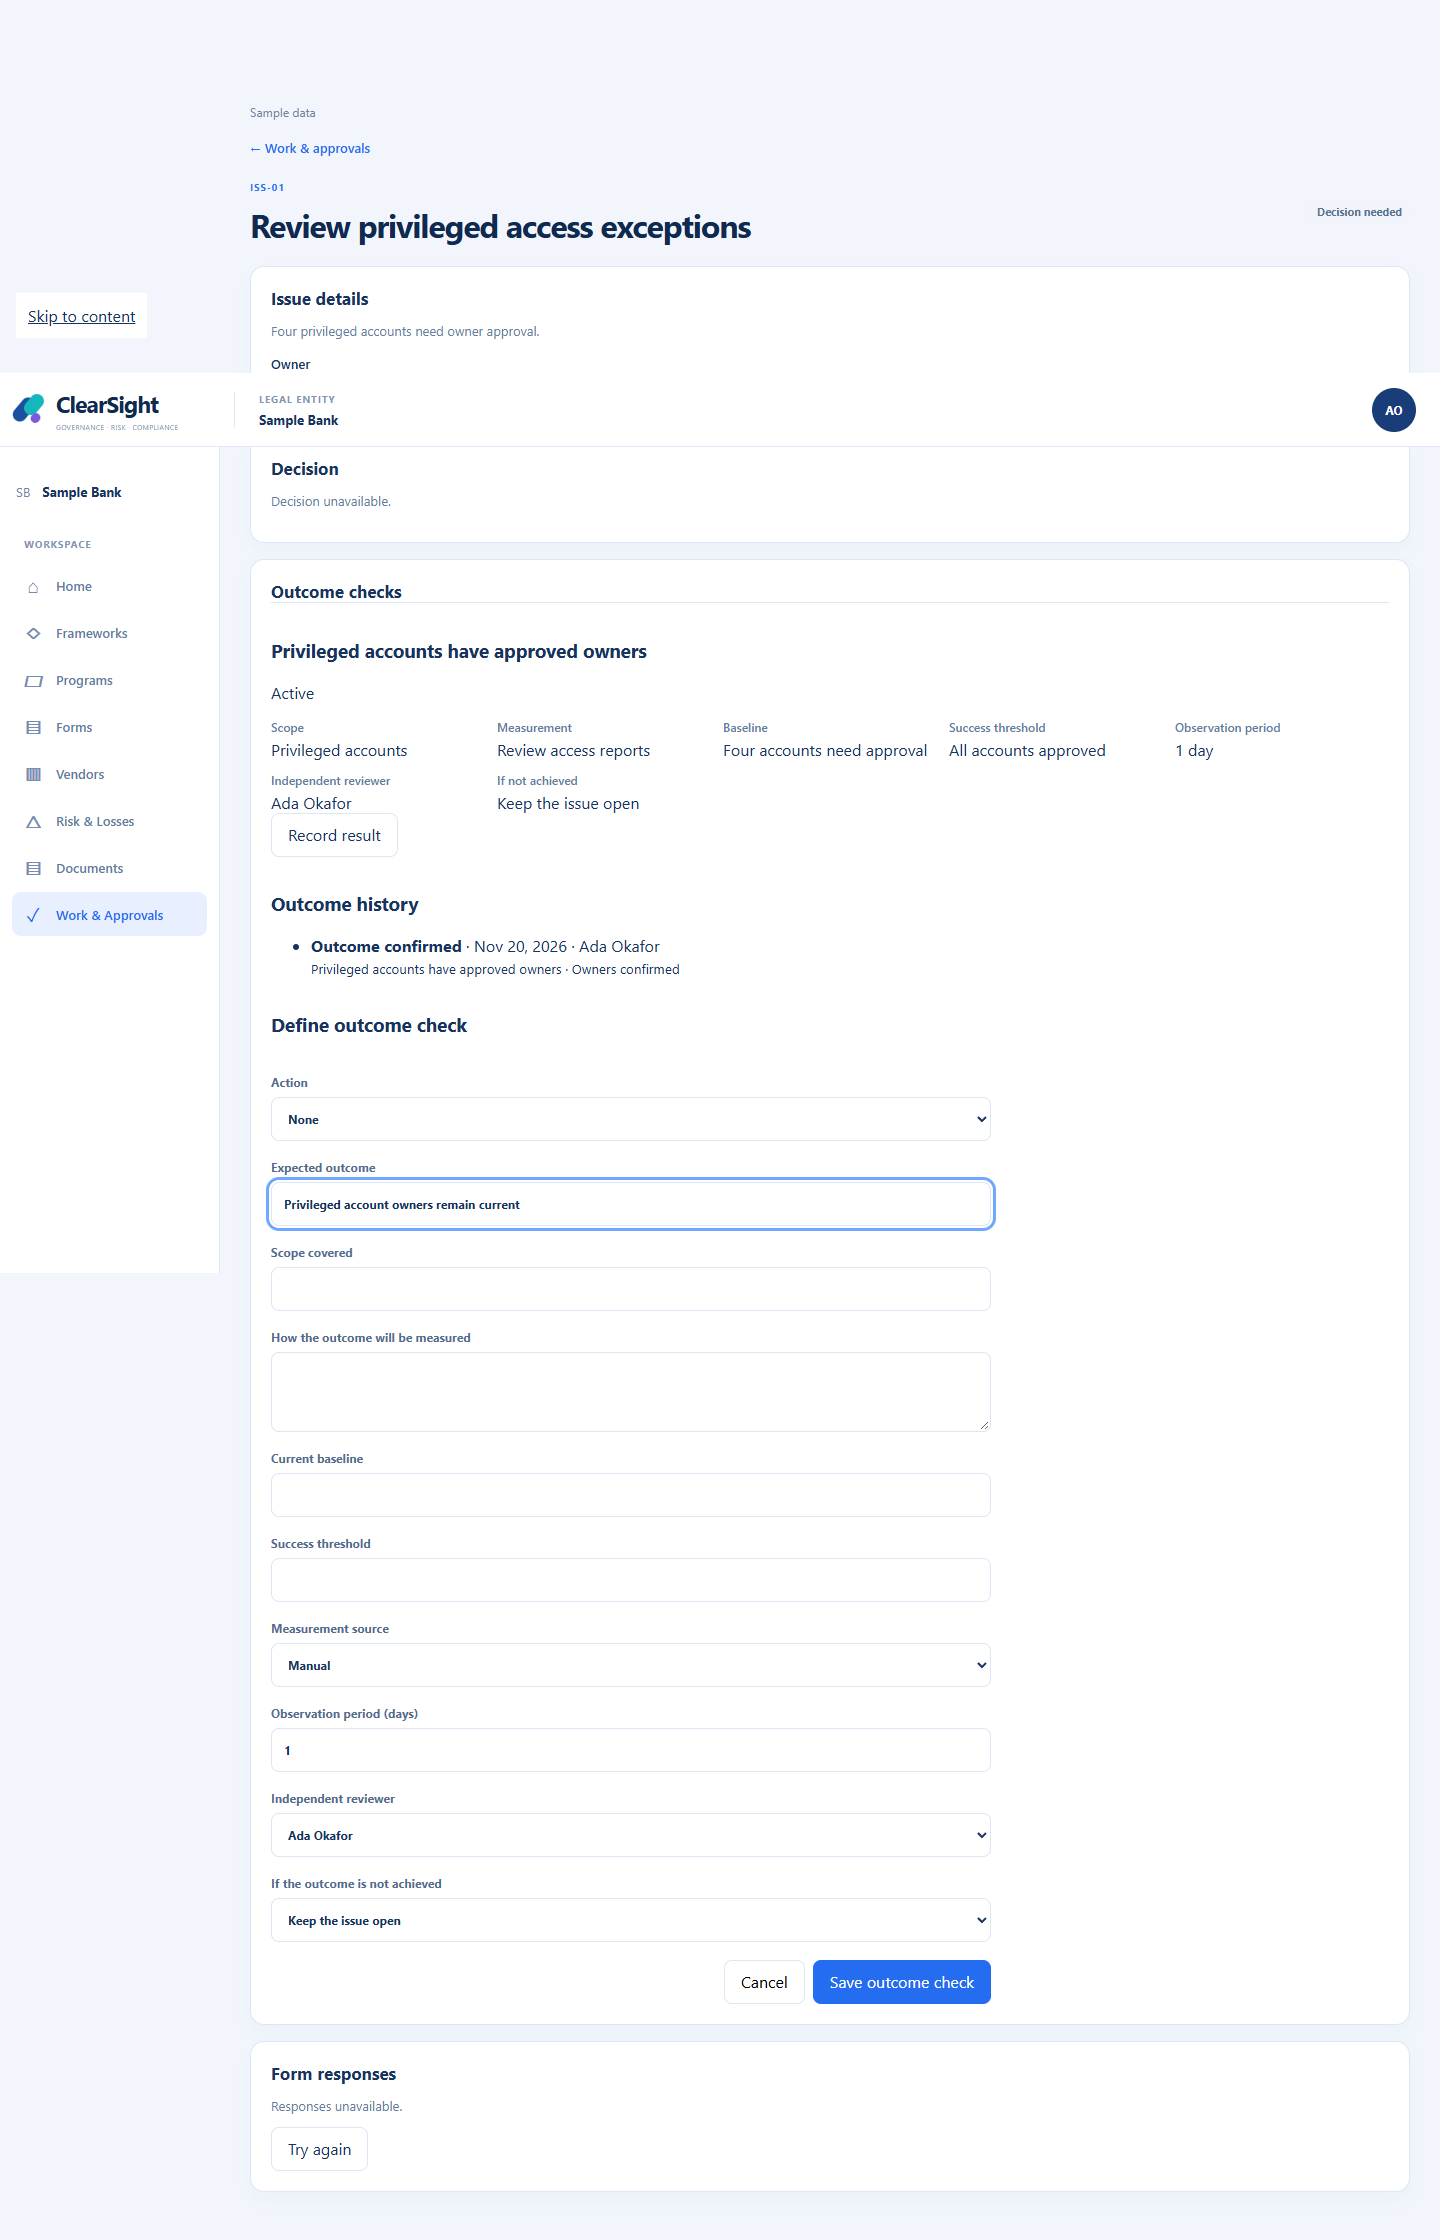 Sample data
← Work & approvals
ISS-01
Review privileged access exceptions
Decision needed
Issue details
Four privileged accounts need owner approval.
Owner
Skip to content
ClearSight
GOVERNANCE · RISK · COMPLIANCE
LEGAL ENTITY
Sample Bank
AO
SB Sample Bank
WORKSPACE
Home
Frameworks
Programs
Forms
Vendors
Risk & Losses
Documents
Work & Approvals
Decision
Decision unavailable.
Outcome checks
Privileged accounts have approved owners
Active
Scope
Privileged accounts
Measurement
Review access reports
Baseline
Four accounts need approval
Success threshold
All accounts approved
Observation period
1 day
Independent reviewer
Ada Okafor
If not achieved
Keep the issue open
Record result
Outcome history
Outcome confirmed · Nov 20, 2026 · Ada Okafor
Privileged accounts have approved owners · Owners confirmed
Define outcome check
Action
None
Expected outcome
Privileged account owners remain current
Scope covered
How the outcome will be measured
Current baseline
Success threshold
Measurement source
Manual
Observation period (days)
1
Independent reviewer
Ada Okafor
If the outcome is not achieved
Keep the issue open
Cancel
Save outcome check
Form responses
Responses unavailable.
Try again